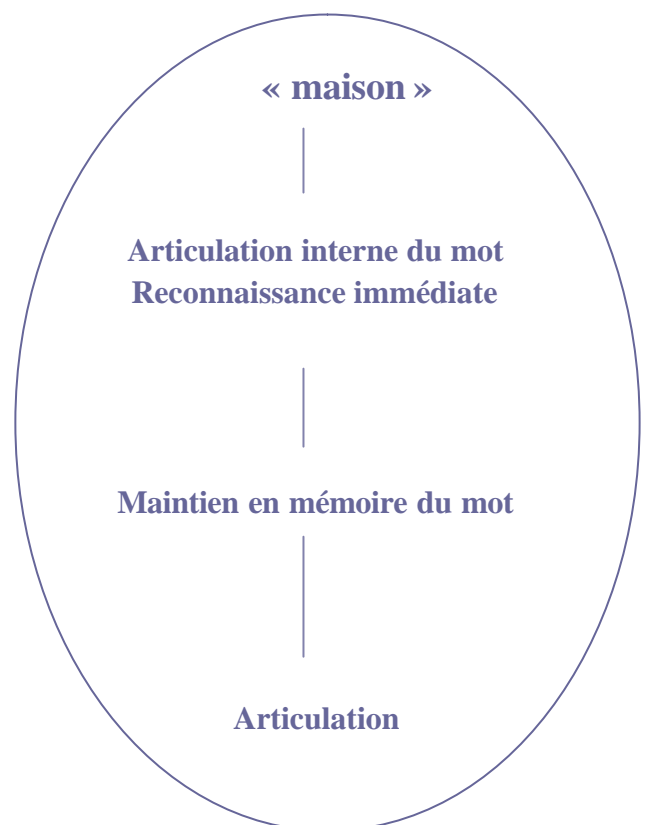 « maison »
Articulation interne du mot
Reconnaissance immédiate
Maintien en mémoire du mot
Articulation